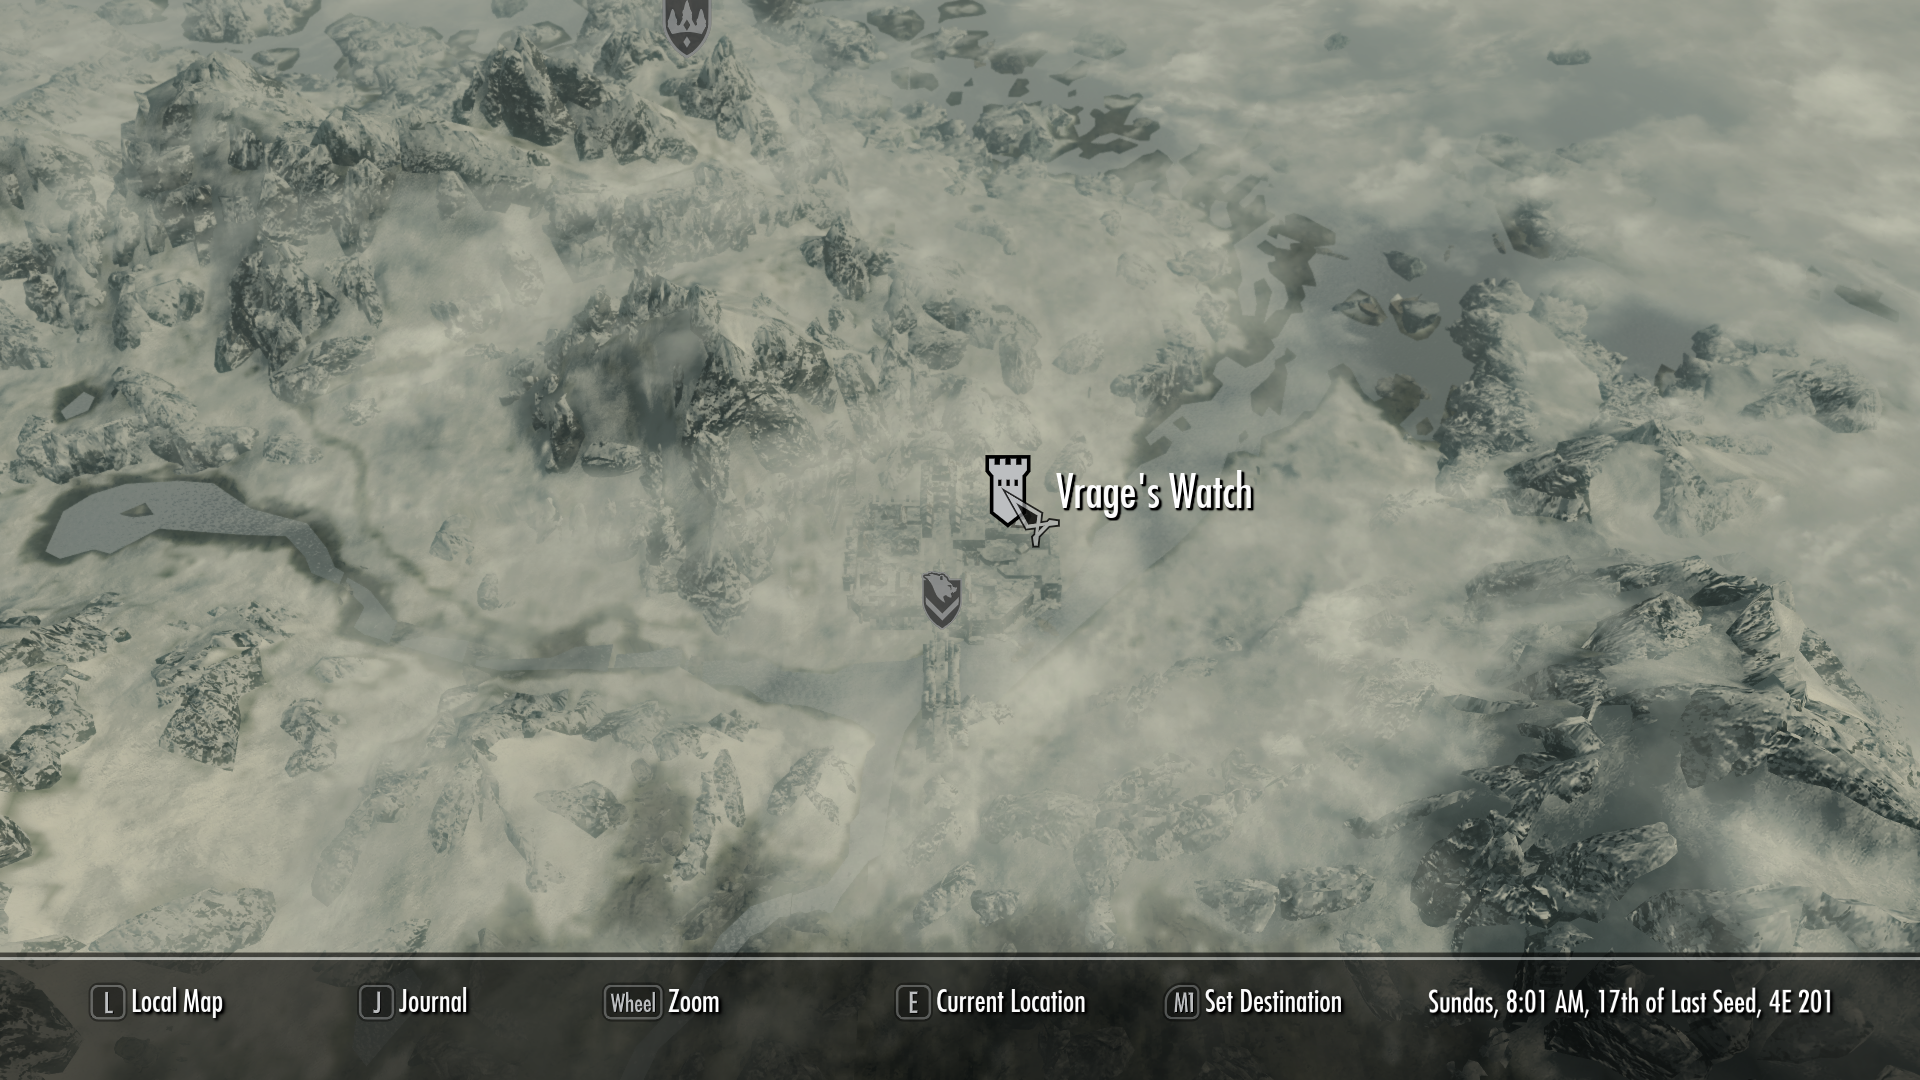 Vrage's Watch
L Local Map
J Journal
Wheel Zoom
E Current Location
M1 Set Destination
Sundas, 8:01 AM, 17th of Last Seed, 4E 201